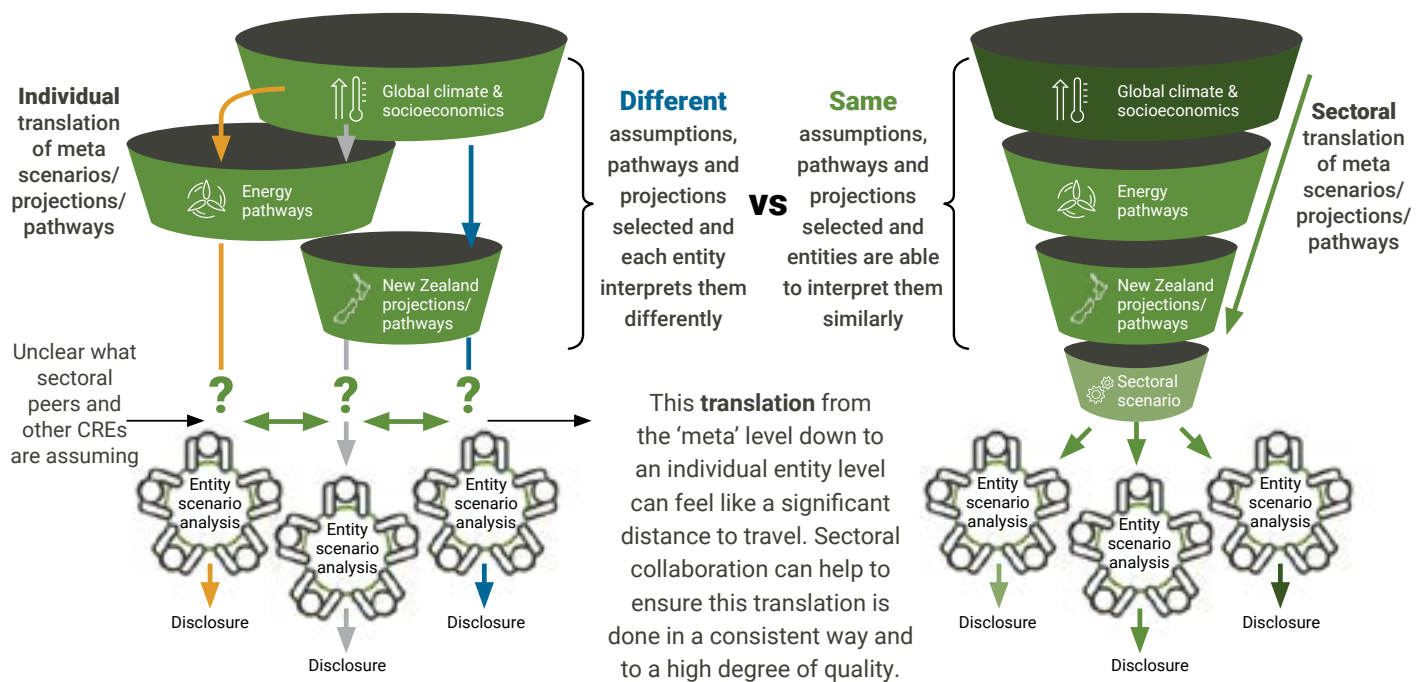 Individual
translation
of meta
scenarios/
projections/
pathways
Global climate &
socioeconomics
Energy
pathways
New Zealand
projections/
pathways
Unclear what
sectoral
peers and
other CREs
are assuming
?
?
?
Entity
scenario
analysis
Entity
scenario
analysis
Entity
scenario
analysis
Disclosure
Disclosure
Disclosure
Different
assumptions,
pathways and
projections
selected and
each entity
interprets them
differently
vs
Same
assumptions,
pathways and
projections
selected and
entities are able
to interpret them
similarly
This translation from
the ‘meta’ level down to
an individual entity level
can feel like a significant
distance to travel. Sectoral
collaboration can help to
ensure this translation is
done in a consistent way and
to a high degree of quality.
Global climate &
socioeconomics
Energy
pathways
New Zealand
projections/
pathways
Sectoral
scenario
Sectoral
translation
of meta
scenarios/
projections/
pathways
Entity
scenario
analysis
Entity
scenario
analysis
Entity
scenario
analysis
Disclosure
Disclosure
Disclosure